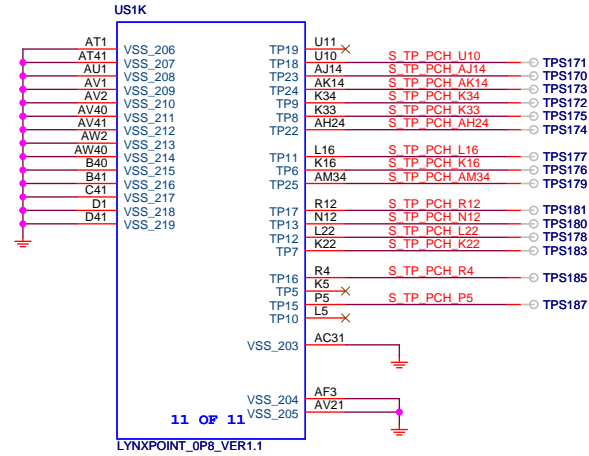 US1K
AT1 VSS_206 TP19 U11
AT41 VSS_207 TP18 U10 S_TP_PCH_U10 TPS171
AU1 VSS_208 TP23 AJ14 S_TP_PCH_AJ14 TPS170
AV1 VSS_209 TP24 AK14 S_TP_PCH_AK14 TPS173
AV2 VSS_210 TP9 K34 S_TP_PCH_K34 TPS172
AV40 VSS_211 TP8 K33 S_TP_PCH_K33 TPS175
AV41 VSS_212 TP22 AH24 S_TP_PCH_AH24 TPS174
AW2 VSS_213
AW40 VSS_214 TP11 L16 S_TP_PCH_L16 TPS177
B40 VSS_215 TP6 K16 S_TP_PCH_K16 TPS176
B41 VSS_216 TP25 AM34 S_TP_PCH_AM34 TPS179
C41 VSS_217
D1 VSS_218 TP17 R12 S_TP_PCH_R12 TPS181
D41 VSS_219 TP13 N12 S_TP_PCH_N12 TPS180
TP12 L22 S_TP_PCH_L22 TPS178
TP7 K22 S_TP_PCH_K22 TPS183
TP16 R4 S_TP_PCH_R4 TPS185
TP5 K5
TP15 P5 S_TP_PCH_P5 TPS187
TP10 L5
VSS_203 AC31
VSS_204 AF3
11 OF 11 VSS_205 AV21
LYNXPOINT_0P8_VER1.1